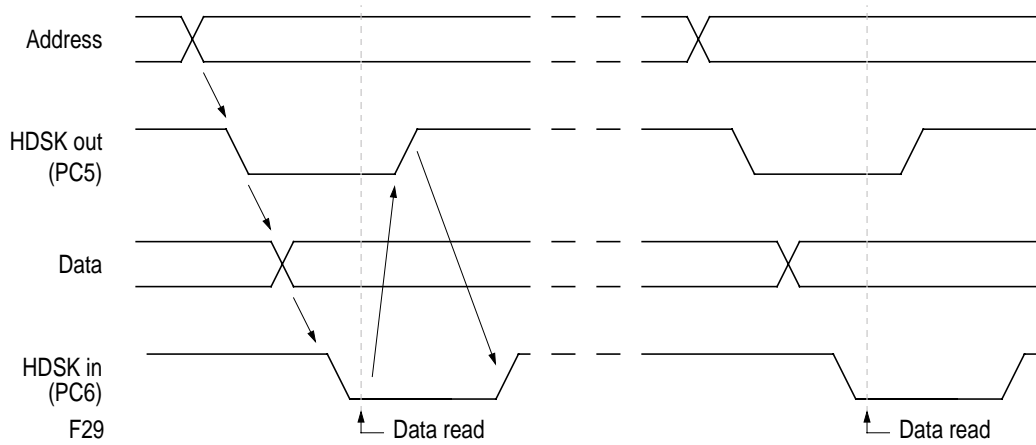 Address
HDSK out
(PC5)
Data
HDSK in
(PC6)
F29
Data read
Data read